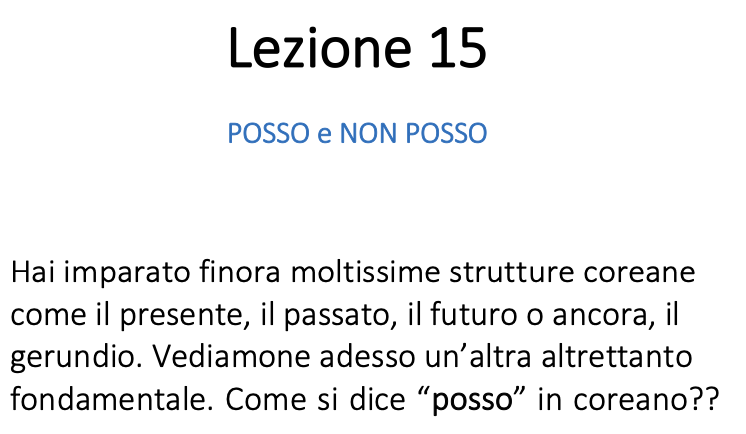 Lezione 15
POSSO e NON POSSO
Hai imparato finora moltissime strutture coreane
come il presente, il passato, il futuro o ancora, il
gerundio. Vediamone adesso un’altra altrettanto
fondamentale. Come si dice “posso” in coreano??